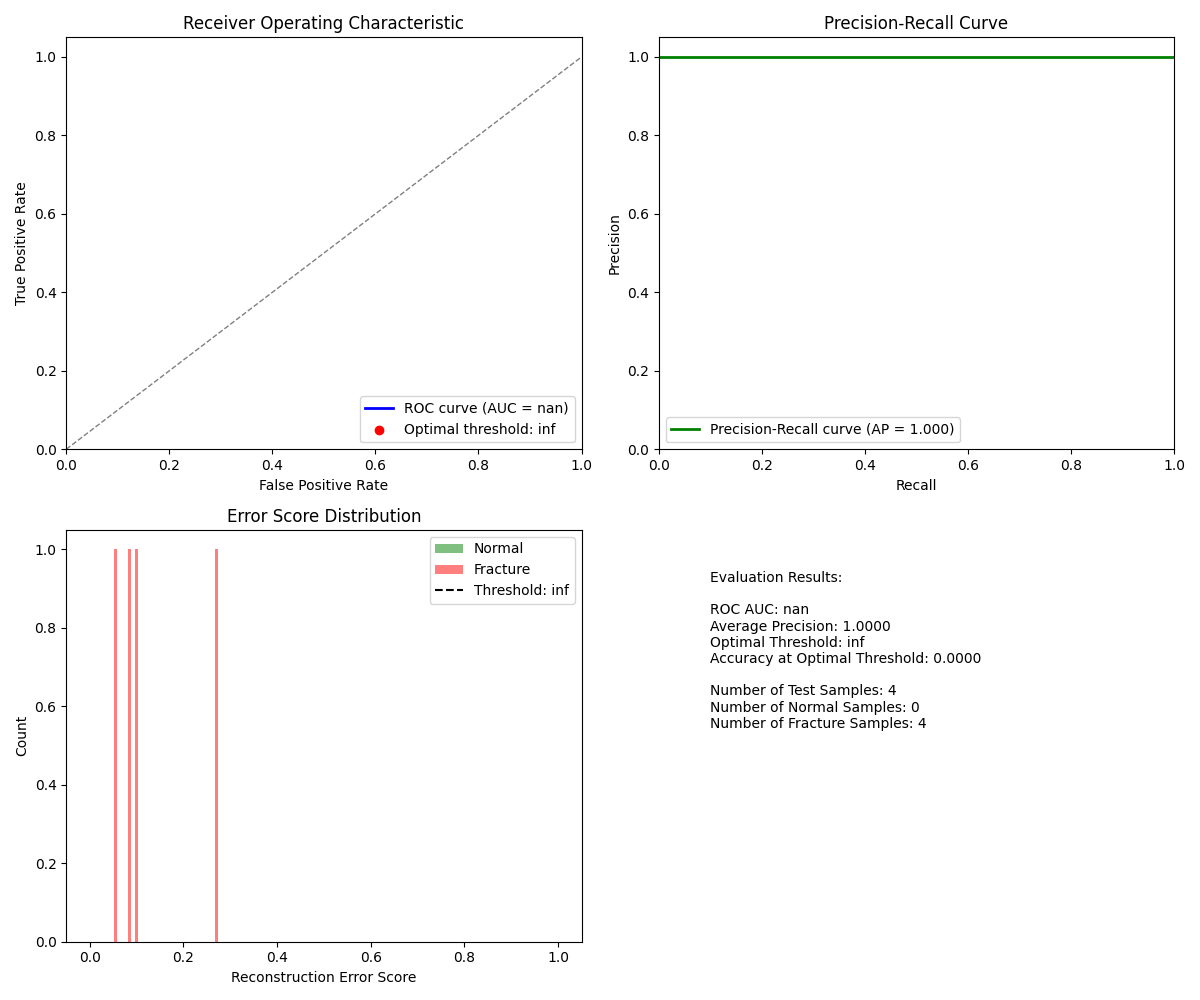 Receiver Operating Characteristic
True Positive Rate
1.0
0.8
0.6
0.4
0.2
0.0
ROC curve (AUC = nan)
Optimal threshold: inf
0.0 0.2 0.4 0.6 0.8 1.0
False Positive Rate
Precision-Recall Curve
Precision
1.0
0.8
0.6
0.4
0.2
0.0
Precision-Recall curve (AP = 1.000)
0.0 0.2 0.4 0.6 0.8 1.0
Recall
Error Score Distribution
Count
1.0
0.8
0.6
0.4
0.2
0.0
Normal
Fracture
Threshold: inf
0.0 0.2 0.4 0.6 0.8 1.0
Reconstruction Error Score
Evaluation Results:
ROC AUC: nan
Average Precision: 1.0000
Optimal Threshold: inf
Accuracy at Optimal Threshold: 0.0000
Number of Test Samples: 4
Number of Normal Samples: 0
Number of Fracture Samples: 4